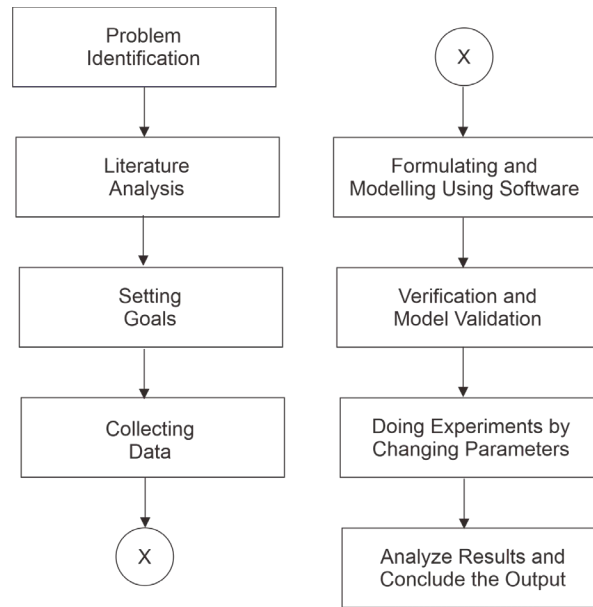 Problem
Identification
Literature
Analysis
Setting
Goals
Collecting
Data
X
X
Formulating and
Modelling Using Software
Verification and
Model Validation
Doing Experiments by
Changing Parameters
Analyze Results and
Conclude the Output